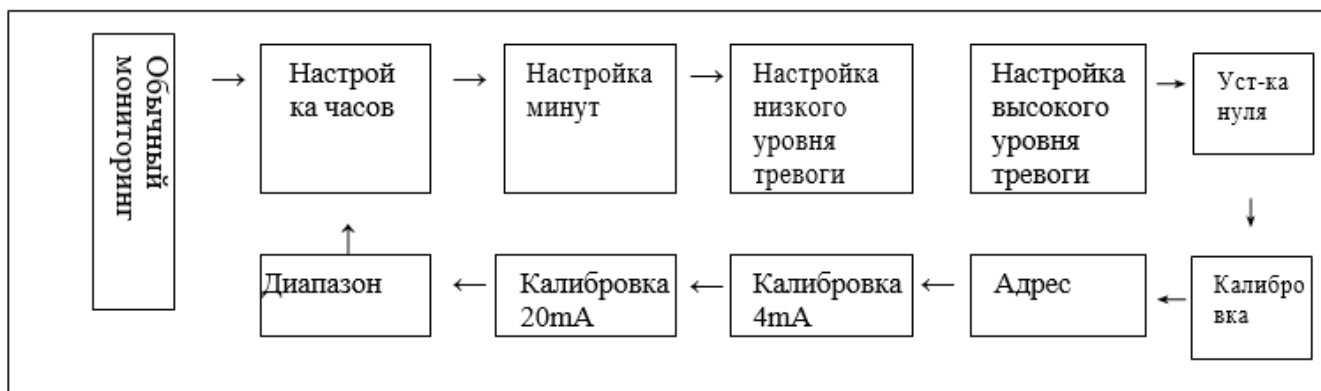 Обычный
мониторинг
Настрой
ка часов
Настройка
минут
Настройка
низкого
уровня
тревоги
Настройка
высокого
уровня
тревоги
Уст-ка
нуля
Диапазон
Калибровка
20mA
Калибровка
4mA
Адрес
Калибро
вка